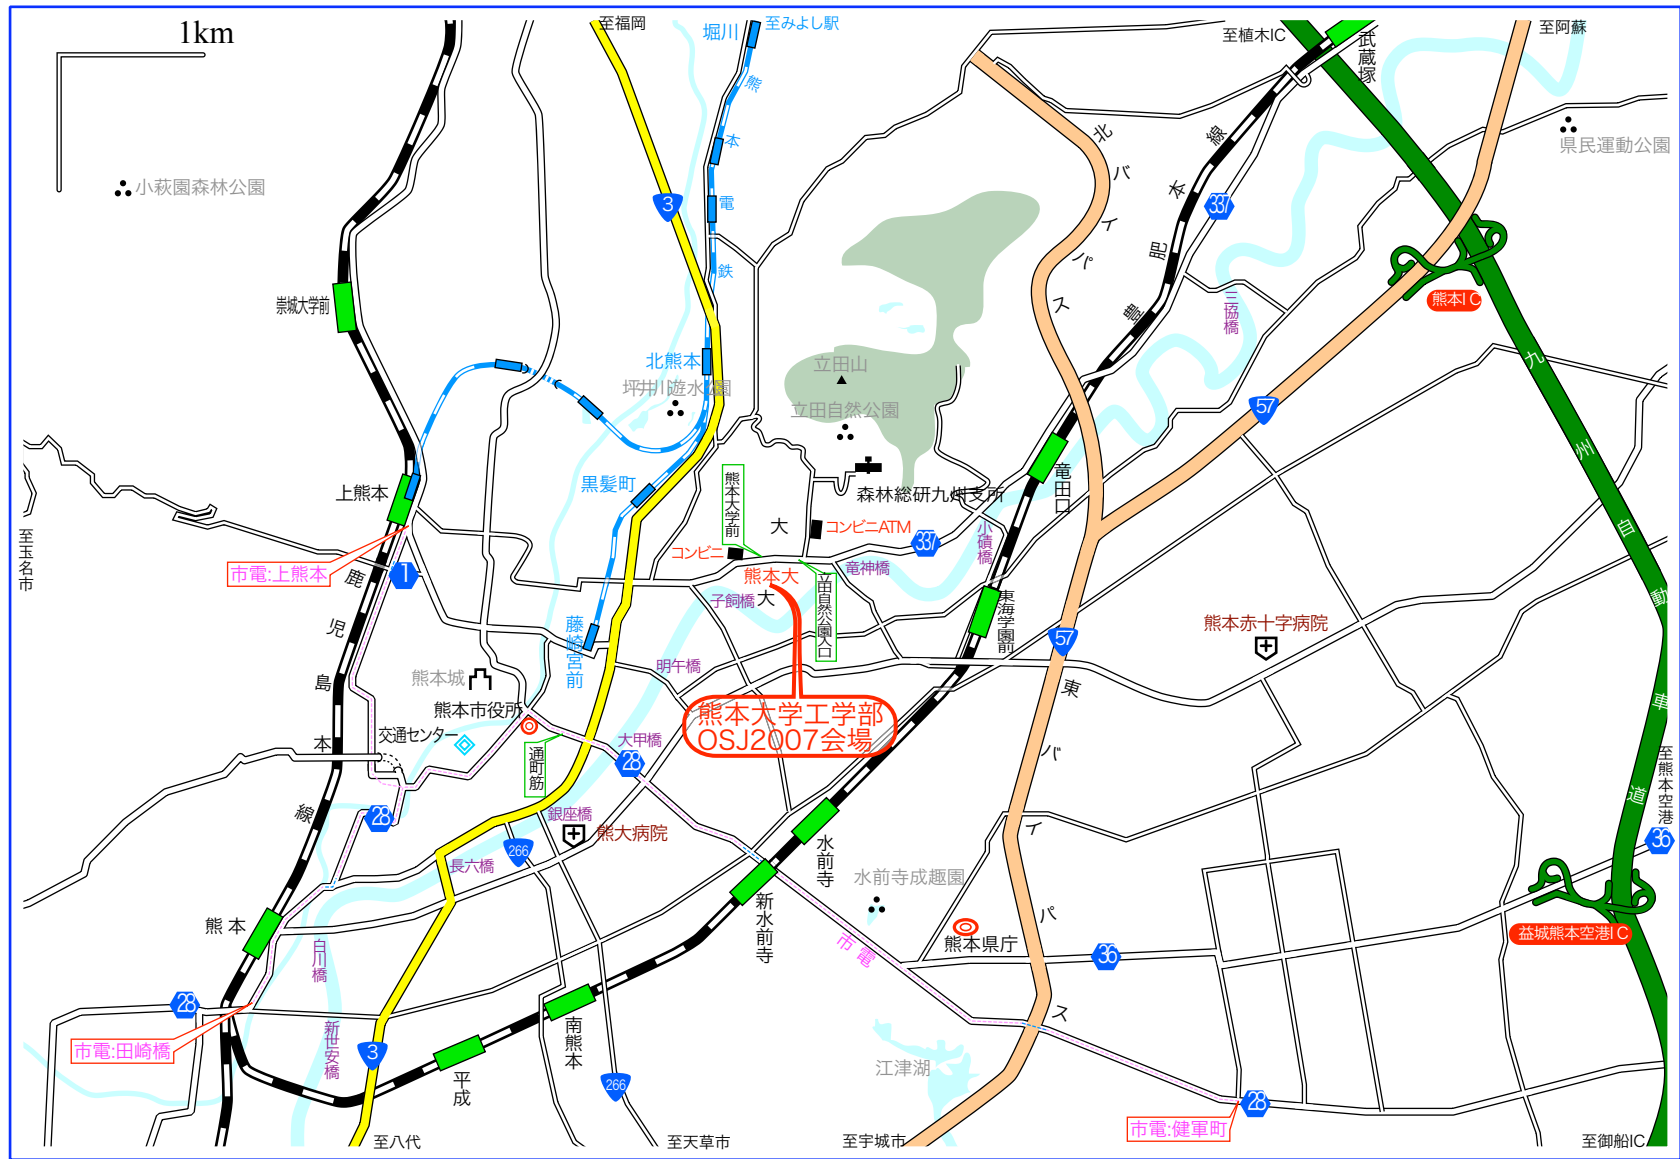 1km
至福岡
堀川
至みよし駅
至植木IC
至阿蘇
武蔵塚
熊本電鉄
3
北バイパス
豊肥本線
337
県民運動公園
小萩園森林公園
三協橋
熊本IC
崇城大学前
北熊本
坪井川遊水公園
立田山
立田自然公園
57
九州自動車道
上熊本
黒髪町
熊本大学前
大
コンビニATM
森林総研九州支所
竜田口
小磧橋
337
コンビニ
至玉名市
市電:上熊本
1
鹿児島本線
熊本大
大
子飼橋
竜神橋
立田自然公園入口
東海学園前
藤崎宮前
明午橋
57
熊本赤十字病院
熊本城
熊本市役所
交通センター
通町筋
大甲橋
28
熊本大学工学部
OSJ2007会場
東バイパス
至熊本空港
36
28
銀座橋
熊大病院
266
長六橋
水前寺
新水前寺
水前寺成趣園
市電
熊本県庁
36
益城熊本空港IC
熊本
白川橋
28
市電:田崎橋
新世安橋
3
平成
南熊本
266
江津湖
28
市電:健軍町
至八代
至天草市
至宇城市
至御船IC